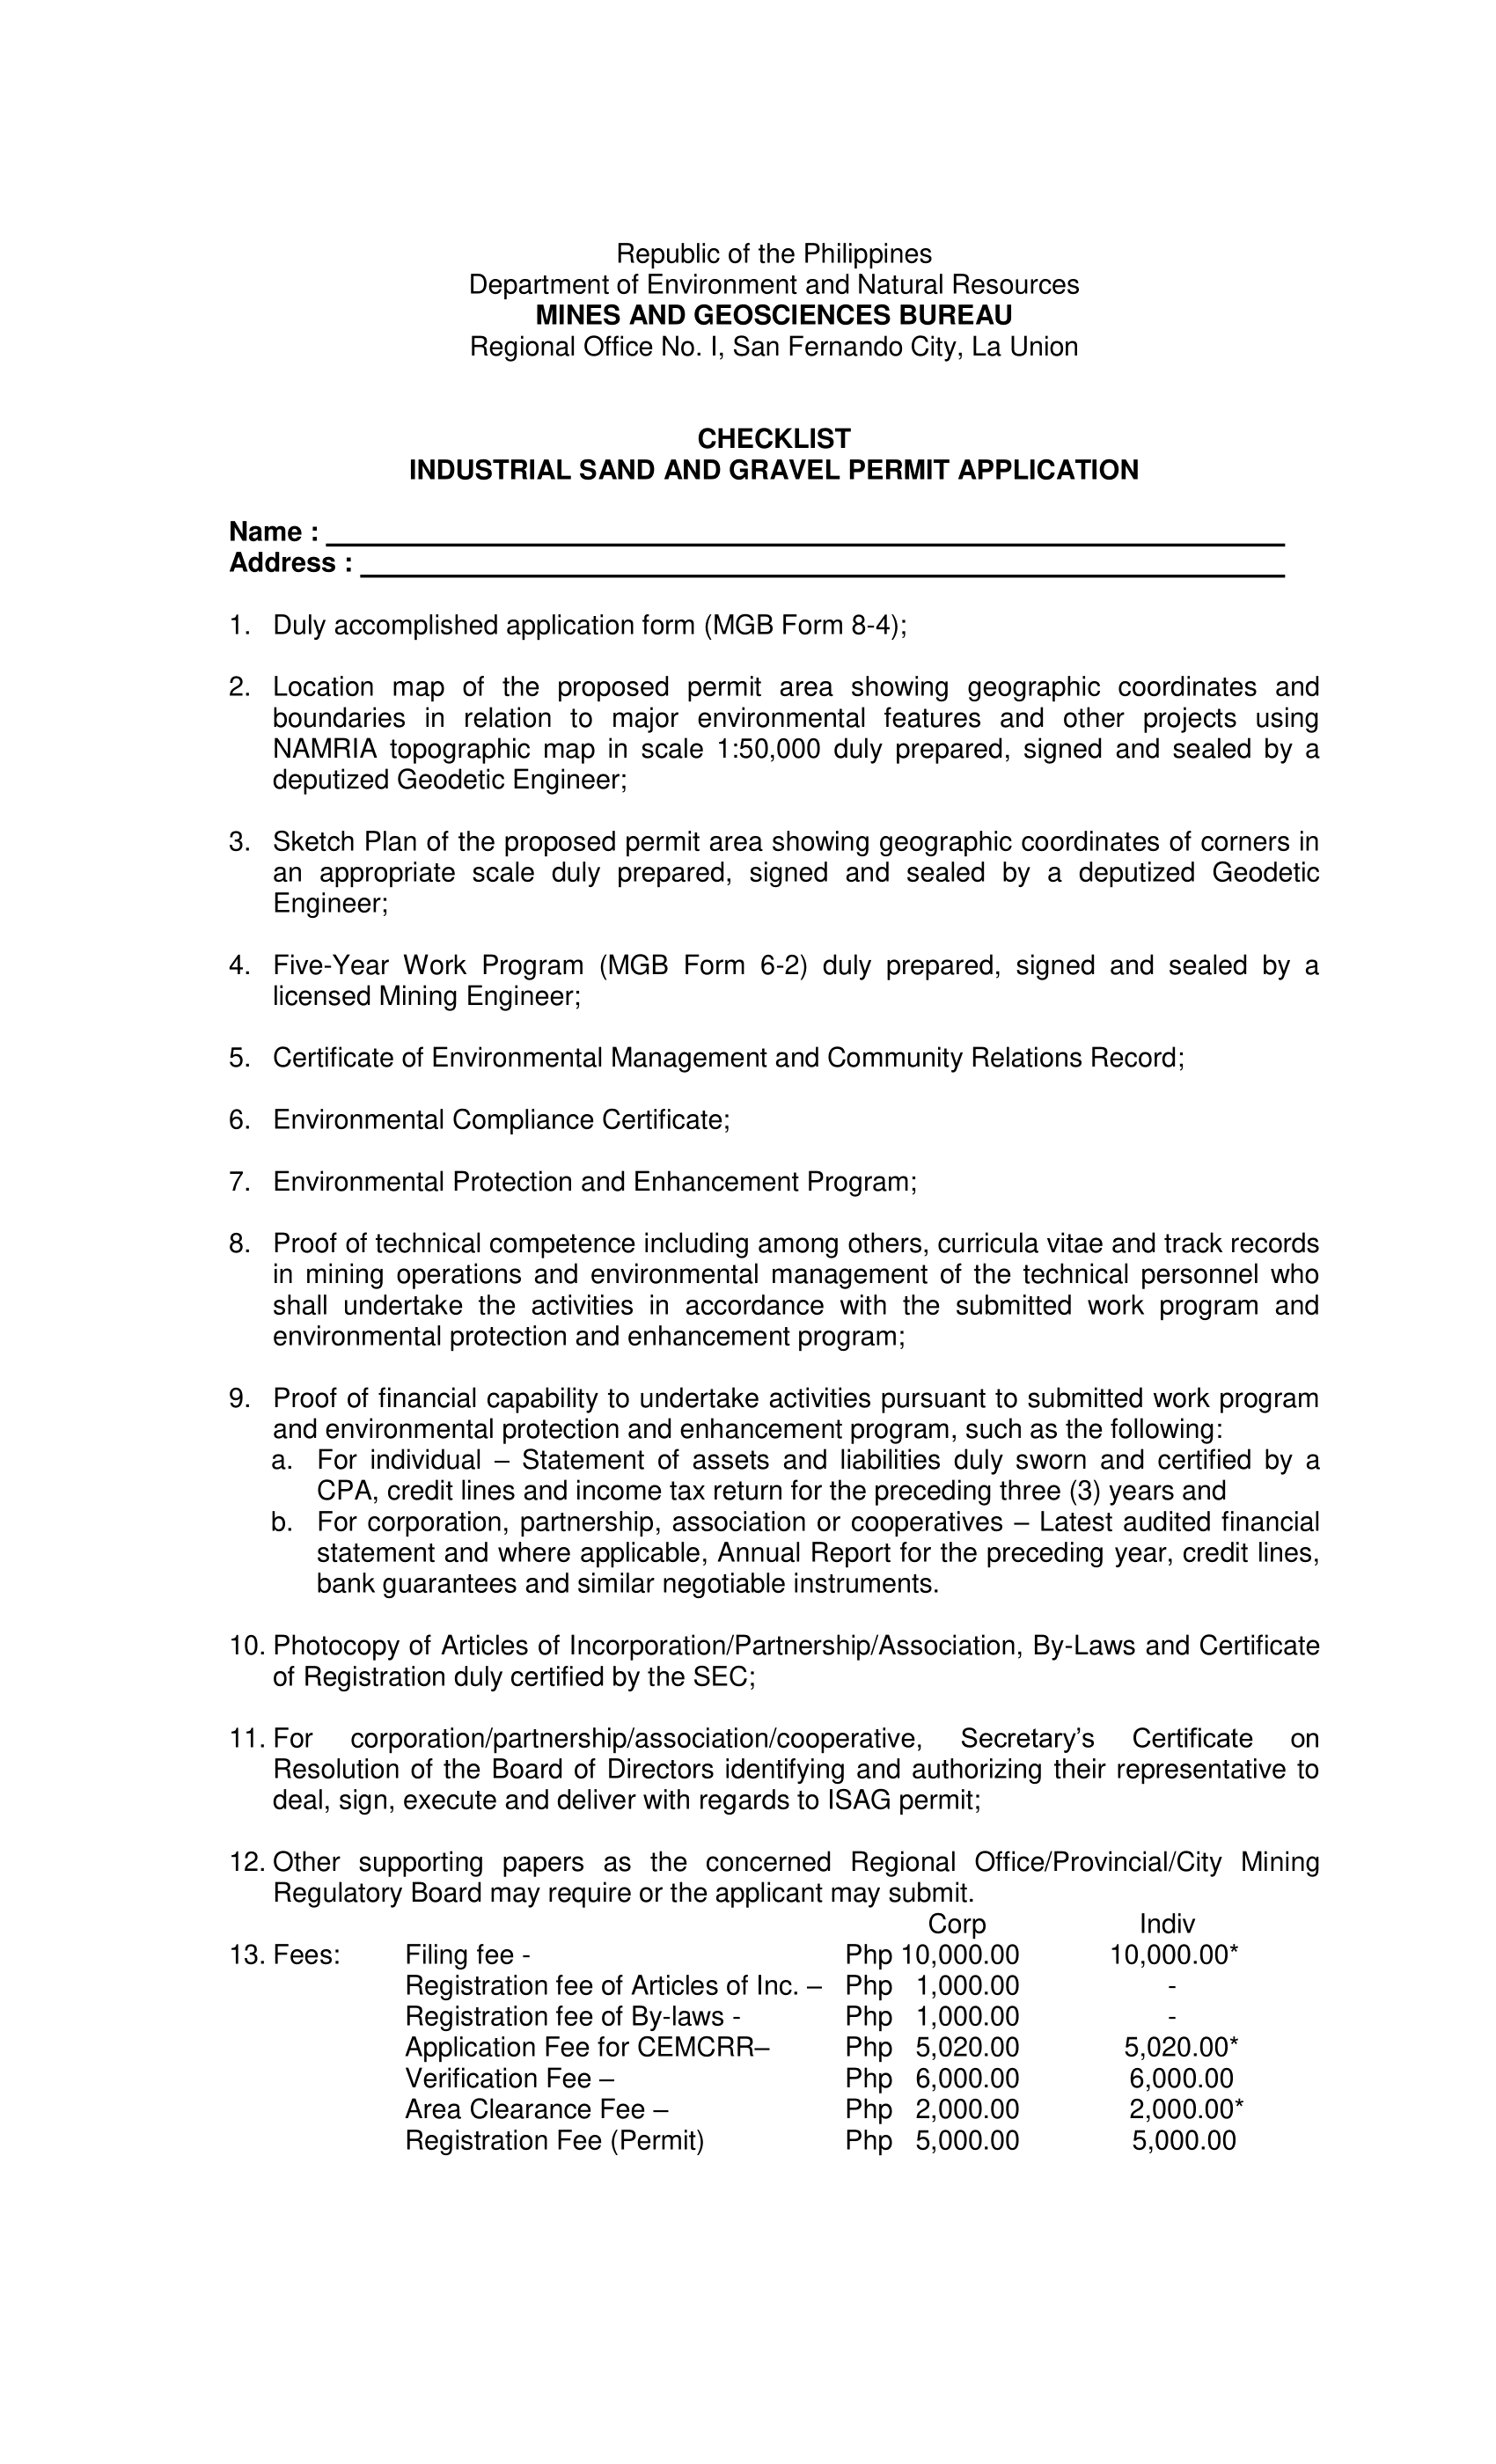 Republic of the Philippines
Department of Environment and Natural Resources
MINES AND GEOSCIENCES BUREAU
Regional Office No. I, San Fernando City, La Union
CHECKLIST
INDUSTRIAL SAND AND GRAVEL PERMIT APPLICATION
Name :
Address :
1. Duly accomplished application form (MGB Form 8-4);
2. Location map of the proposed permit area showing geographic coordinates and
boundaries in relation to major environmental features and other projects using
NAMRIA topographic map in scale 1:50,000 duly prepared, signed and sealed by a
deputized Geodetic Engineer;
3. Sketch Plan of the proposed permit area showing geographic coordinates of corners in
an appropriate scale duly prepared, signed and sealed by a deputized Geodetic
Engineer;
4. Five-Year Work Program (MGB Form 6-2) duly prepared, signed and sealed by a
licensed Mining Engineer;
5. Certificate of Environmental Management and Community Relations Record;
6. Environmental Compliance Certificate;
7. Environmental Protection and Enhancement Program;
8. Proof of technical competence including among others, curricula vitae and track records
in mining operations and environmental management of the technical personnel who
shall undertake the activities in accordance with the submitted work program and
environmental protection and enhancement program;
9. Proof of financial capability to undertake activities pursuant to submitted work program
and environmental protection and enhancement program, such as the following:
a. For individual – Statement of assets and liabilities duly sworn and certified by a
CPA, credit lines and income tax return for the preceding three (3) years and
b. For corporation, partnership, association or cooperatives – Latest audited financial
statement and where applicable, Annual Report for the preceding year, credit lines,
bank guarantees and similar negotiable instruments.
10. Photocopy of Articles of Incorporation/Partnership/Association, By-Laws and Certificate
of Registration duly certified by the SEC;
11. For corporation/partnership/association/cooperative, Secretary’s Certificate on
Resolution of the Board of Directors identifying and authorizing their representative to
deal, sign, execute and deliver with regards to ISAG permit;
12. Other supporting papers as the concerned Regional Office/Provincial/City Mining
Regulatory Board may require or the applicant may submit.
Corp Indiv
13. Fees: Filing fee - Php 10,000.00 10,000.00*
Registration fee of Articles of Inc. – Php 1,000.00 -
Registration fee of By-laws - Php 1,000.00 -
Application Fee for CEMCRR– Php 5,020.00 5,020.00*
Verification Fee – Php 6,000.00 6,000.00
Area Clearance Fee – Php 2,000.00 2,000.00*
Registration Fee (Permit) Php 5,000.00 5,000.00